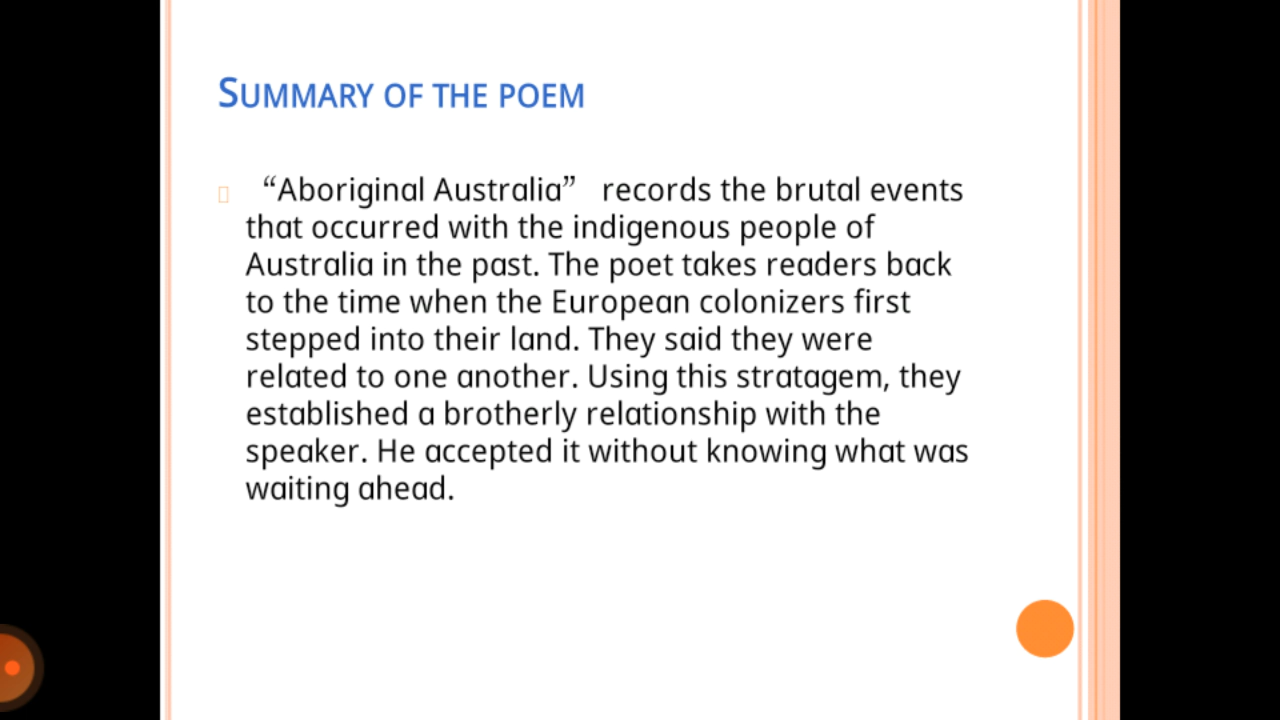 SUMMARY OF THE POEM
“Aboriginal Australia” records the brutal events
that occurred with the indigenous people of
Australia in the past. The poet takes readers back
to the time when the European colonizers first
stepped into their land. They said they were
related to one another. Using this stratagem, they
established a brotherly relationship with the
speaker. He accepted it without knowing what was
waiting ahead.